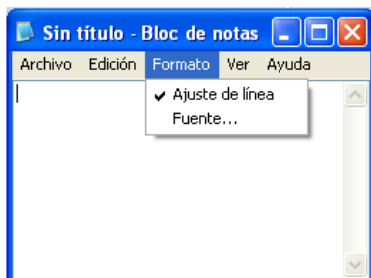 Sin título - Bloc de notas
Archivo Edición Formato Ver Ayuda
Ajuste de línea
Fuente...